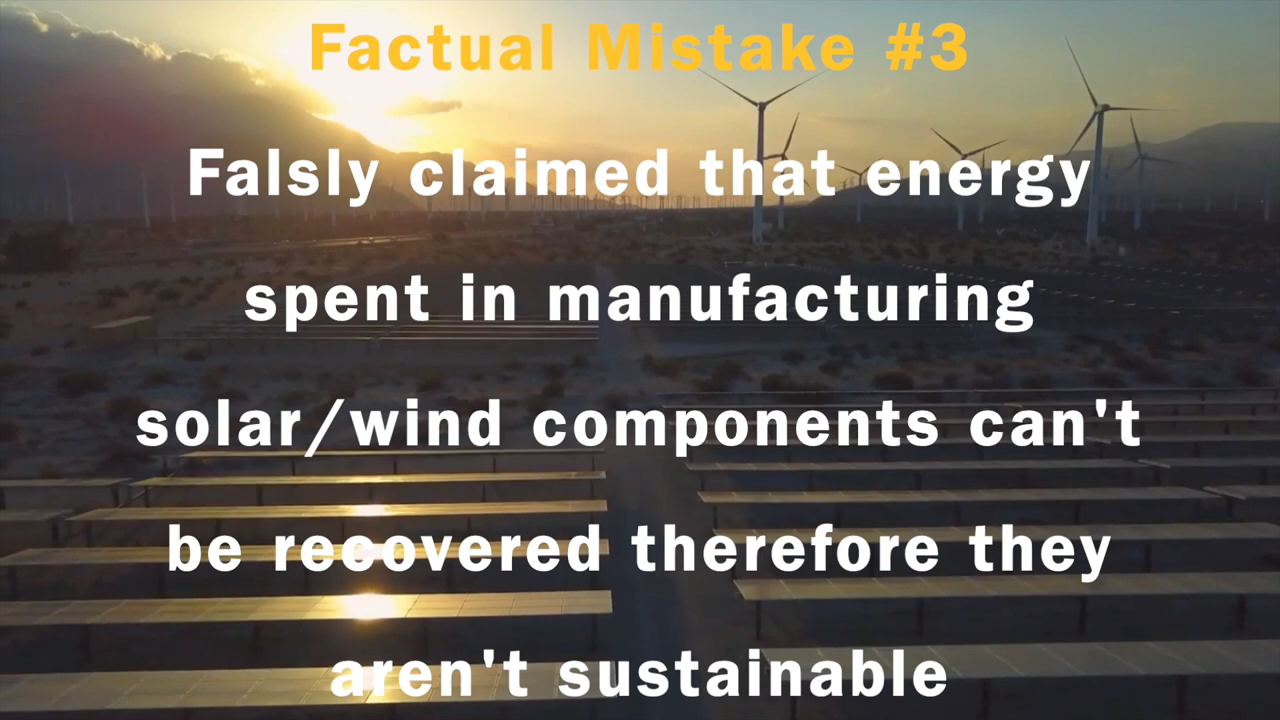 Factual Mistake #3
Falsly claimed that energy
spent in manufacturing
solar/wind components can't
be recovered therefore they
aren't sustainable